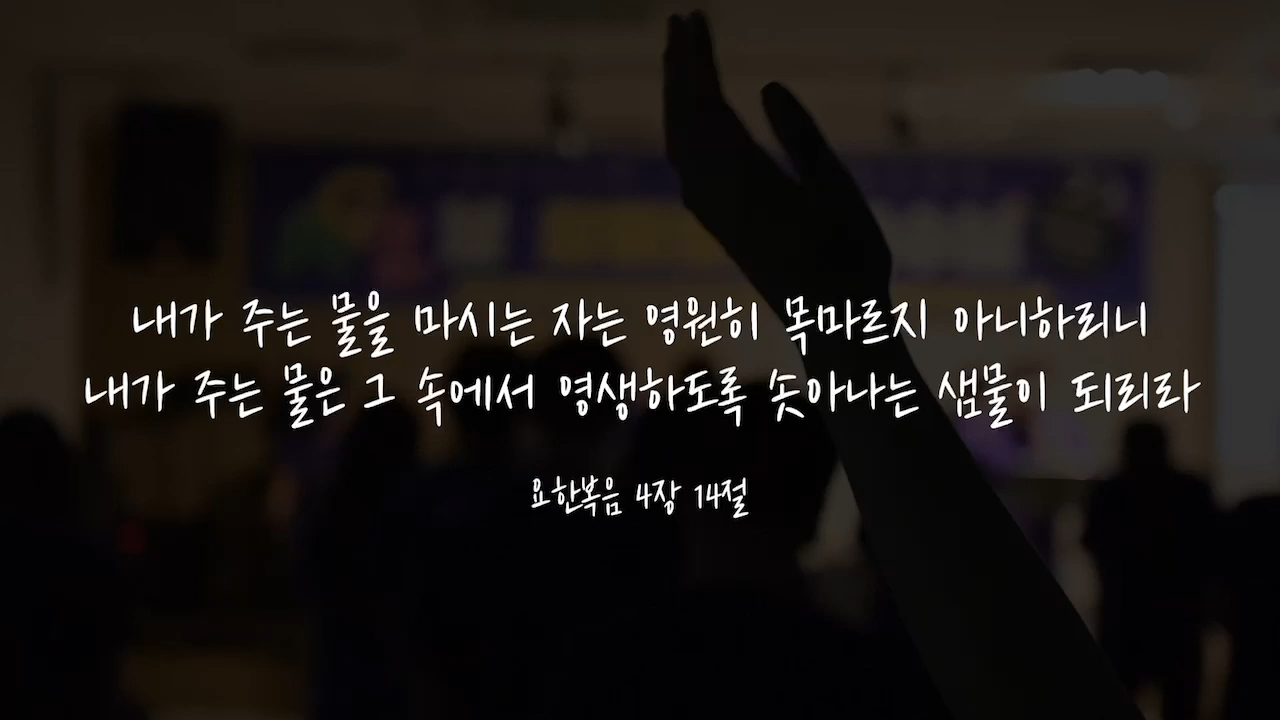 내가 주는 물을 마시는 자는 영원히 목마르지 아니하리니
내가 주는 물은 그 속에서 영생하도록 솟아나는 샘물이 되리라
요한복음 4장 14절